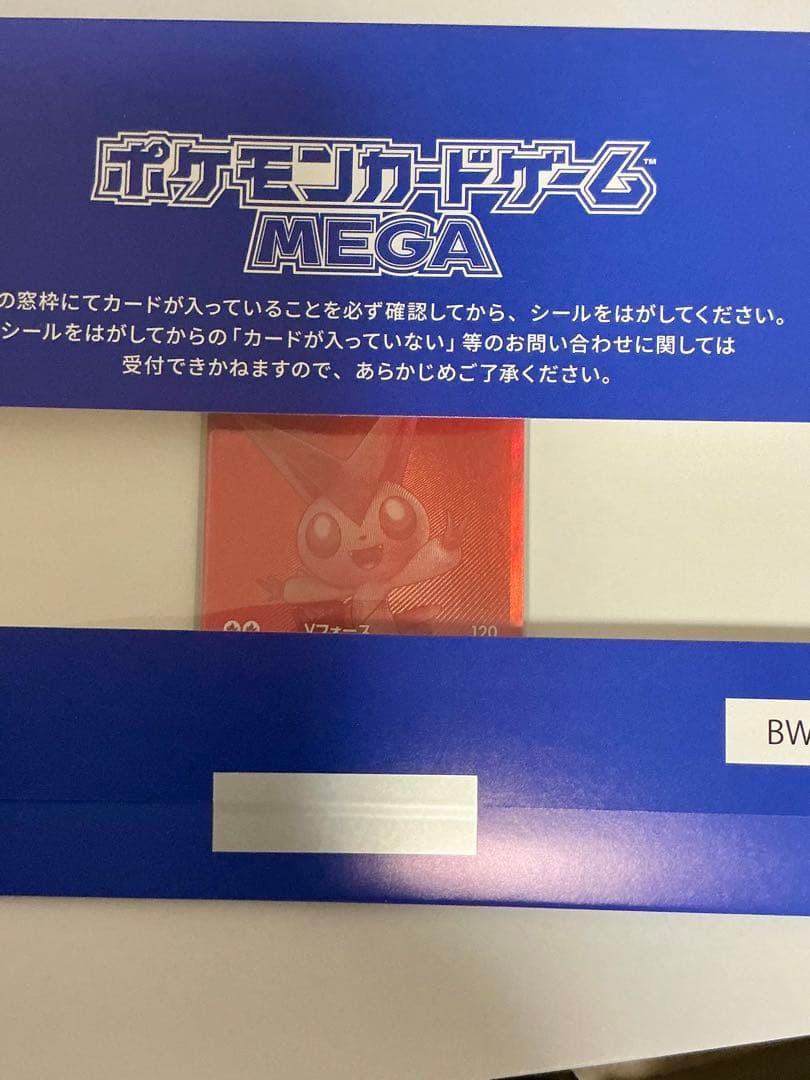 ポケモンカードゲーム™
MEGA
の窓枠にてカードが入っていることを必ず確認してから、シールをはがしてください。
シールをはがしてからの「カードが入っていない」等のお問い合わせに関しては
受付できかねますので、あらかじめご了承ください。
Vフォース 120
BW